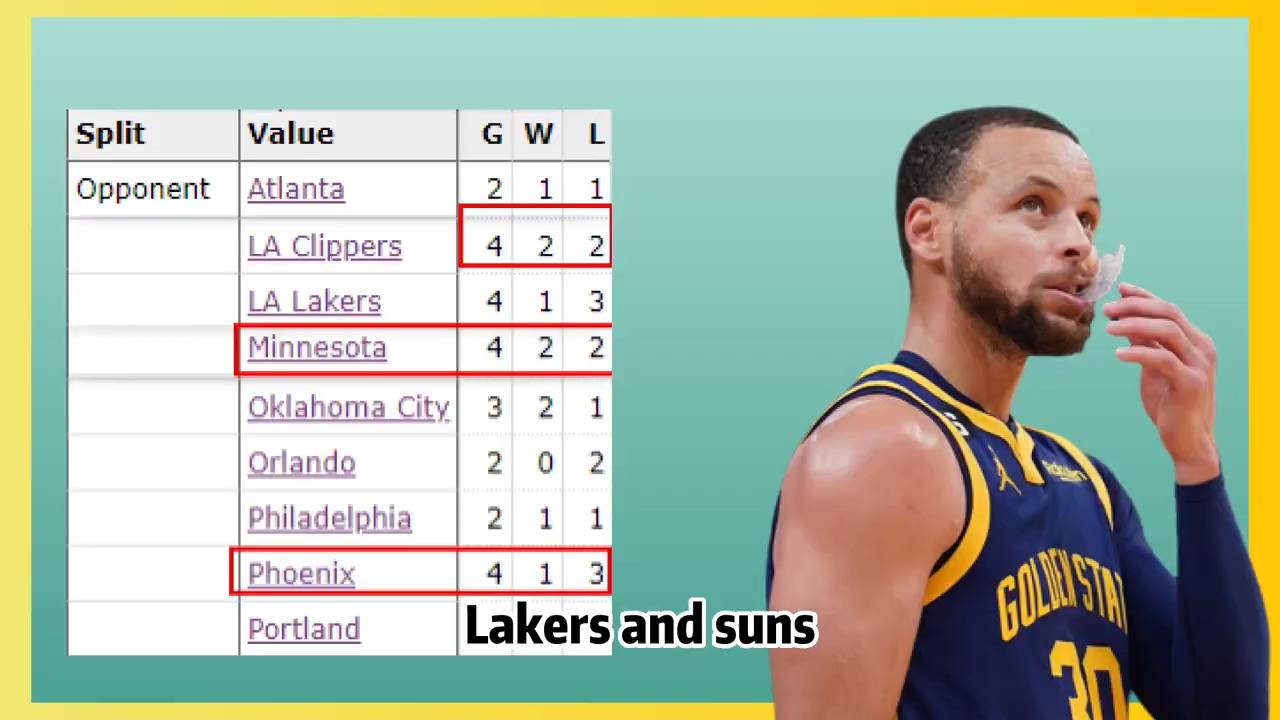 Split Value G W L
Opponent Atlanta 2 1 1
LA Clippers 4 2 2
LA Lakers 4 1 3
Minnesota 4 2 2
Oklahoma City 3 2 1
Orlando 2 0 2
Philadelphia 2 1 1
Phoenix 4 1 3
Portland
Lakers and suns
GOLDEN STA
30